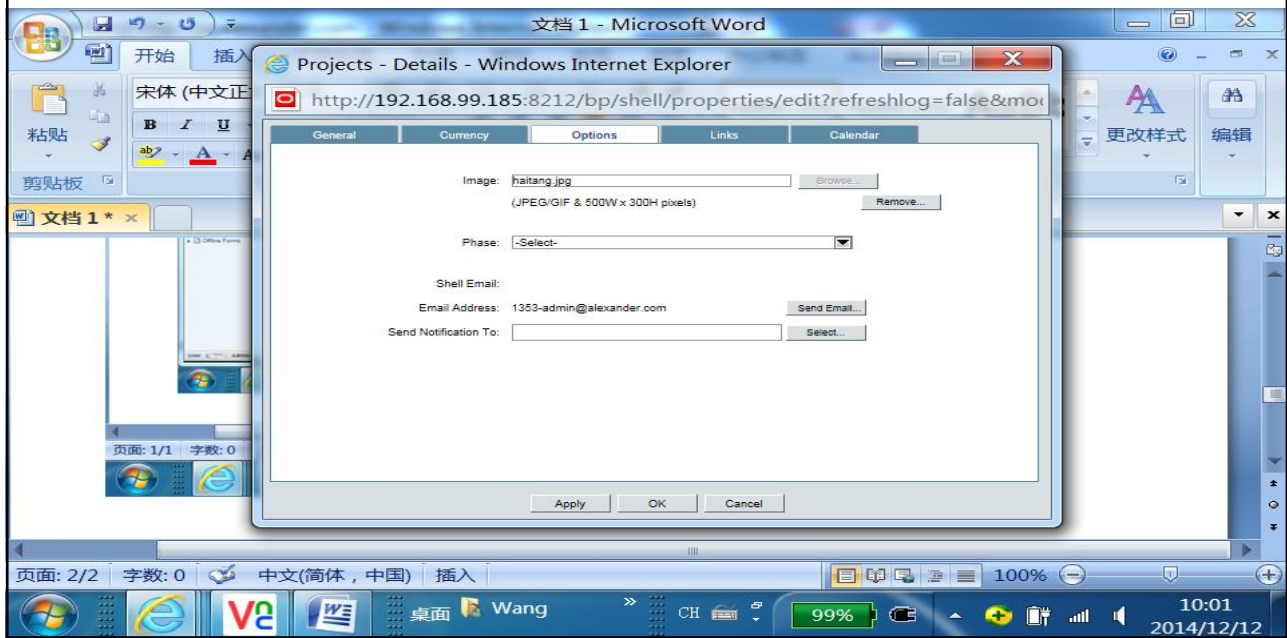 文档 1 - Microsoft Word
开始
插入
Projects - Details - Windows Internet Explorer
http://192.168.99.185:8212/bp/shell/properties/edit?refreshlog=false&mo
宋体 (中文正
B I U
ab A
粘贴
剪贴板
更改样式
编辑
General Currency Options Links Calendar
Image: haitang.jpg Browse...
(JPEG/GIF & 500W x 300H pixels) Remove...
文档 1 *
Offline Forms
Phase: -Select-
Shell Email:
Email Address: 1353-admin@alexander.com Send Email...
Send Notification To: Select...
页面: 1/1 字数: 0
Apply OK Cancel
页面: 2/2 字数: 0 中文(简体，中国) 插入 100%
V2 W 桌面 Wang » CH 99% 10:01
2014/12/12